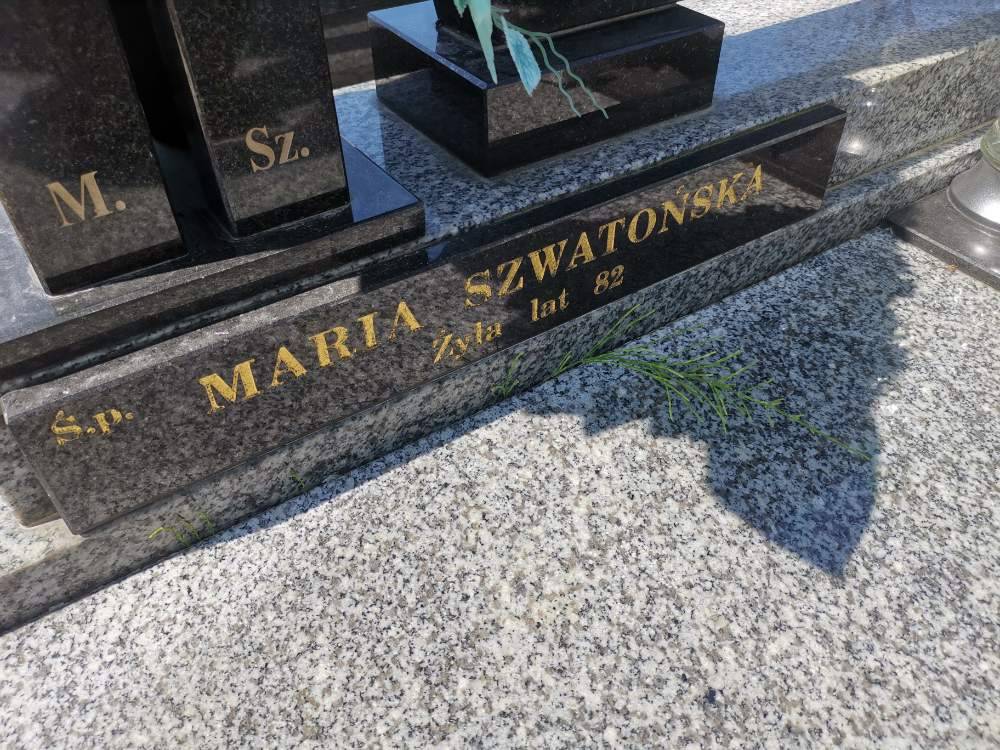 M. Sz.
Ś.p. MARIA SZWATOŃSKA
Żyła lat 82